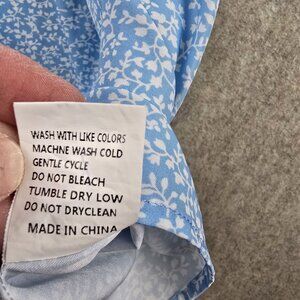 WASH WITH LIKE COLORS
MACHNE WASH COLD
GENTLE CYCLE
DO NOT BLEACH
TUMBLE DRY LOW
DO NOT DRYCLEAN
MADE IN CHINA